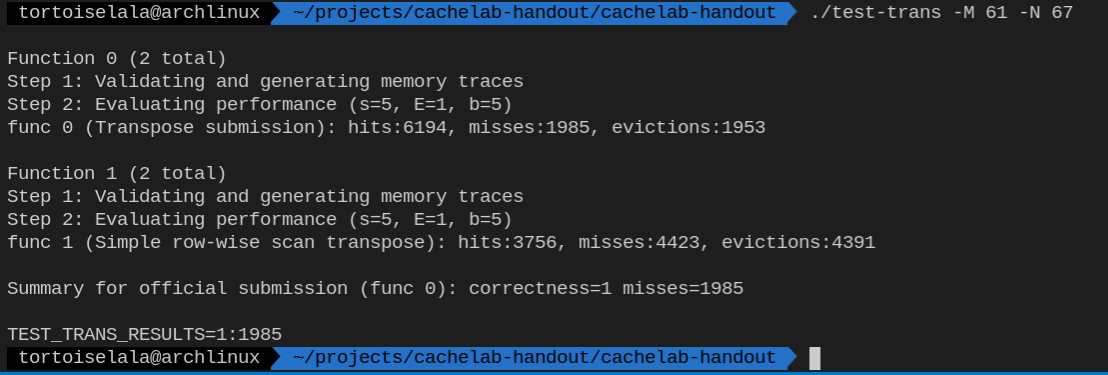 tortoiselala@archlinux ~/projects/cachelab-handout/cachelab-handout ./test-trans -M 61 -N 67
Function 0 (2 total)
Step 1: Validating and generating memory traces
Step 2: Evaluating performance (s=5, E=1, b=5)
func 0 (Transpose submission): hits:6194, misses:1985, evictions:1953
Function 1 (2 total)
Step 1: Validating and generating memory traces
Step 2: Evaluating performance (s=5, E=1, b=5)
func 1 (Simple row-wise scan transpose): hits:3756, misses:4423, evictions:4391
Summary for official submission (func 0): correctness=1 misses=1985
TEST_TRANS_RESULTS=1:1985
tortoiselala@archlinux ~/projects/cachelab-handout/cachelab-handout